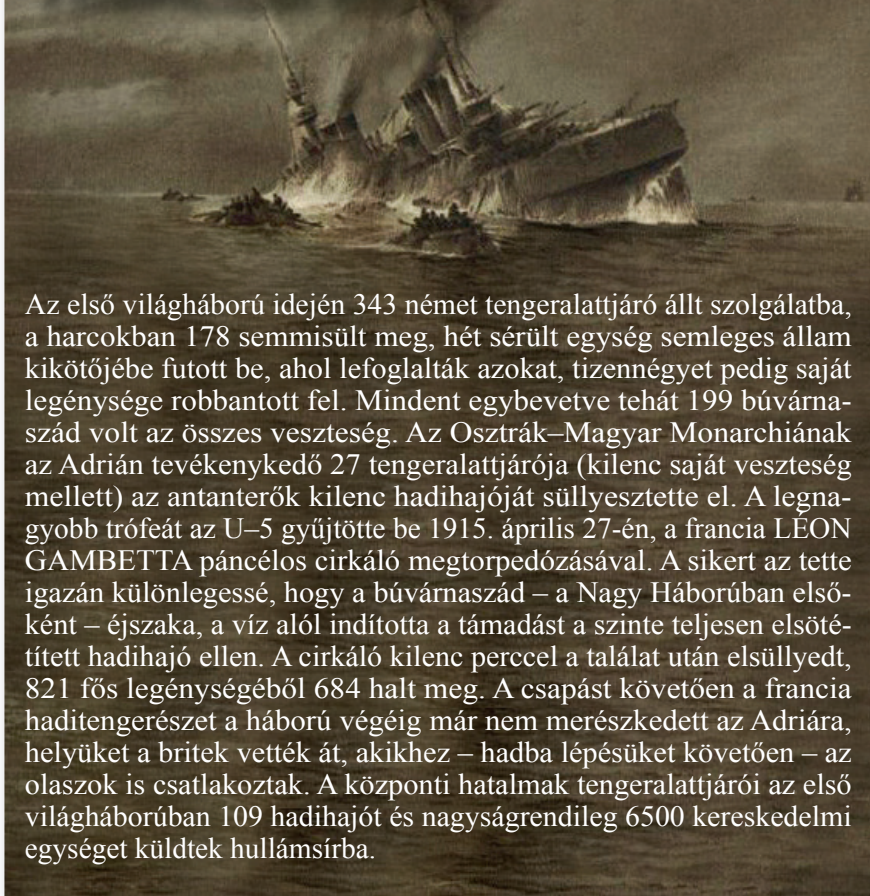 Az első világháború idején 343 német tengeralattjáró állt szolgálatba,
a harcokban 178 semmisült meg, hét sérült egység semleges állam
kikötőjébe futott be, ahol lefoglalták azokat, tizennégyet pedig saját
legénysége robbantott fel. Mindent egybevetve tehát 199 búvárna-
szád volt az összes veszteség. Az Osztrák–Magyar Monarchiának
az Adrián tevékenykedő 27 tengeralattjárója (kilenc saját veszteség
mellett) az antanterők kilenc hadihajóját süllyesztette el. A legna-
gyobb trófeát az U–5 gyűjtötte be 1915. április 27-én, a francia LÉON
GAMBETTA páncélos cirkáló megtorpedózásával. A sikert az tette
igazán különlegessé, hogy a búvárnaszád – a Nagy Háborúban első-
ként – éjszaka, a víz alól indította a támadást a szinte teljesen elsöté-
tített hadihajó ellen. A cirkáló kilenc perccel a találat után elsüllyedt,
821 fős legénységéből 684 halt meg. A csapást követően a francia
haditengerészet a háború végéig már nem merészkedett az Adriára,
helyüket a britek vették át, akikhez – hadba lépésüket követően – az
olaszok is csatlakoztak. A központi hatalmak tengeralattjárói az első
világháborúban 109 hadihajót és nagyságrendileg 6500 kereskedelmi
egységet küldtek hullámsírba.